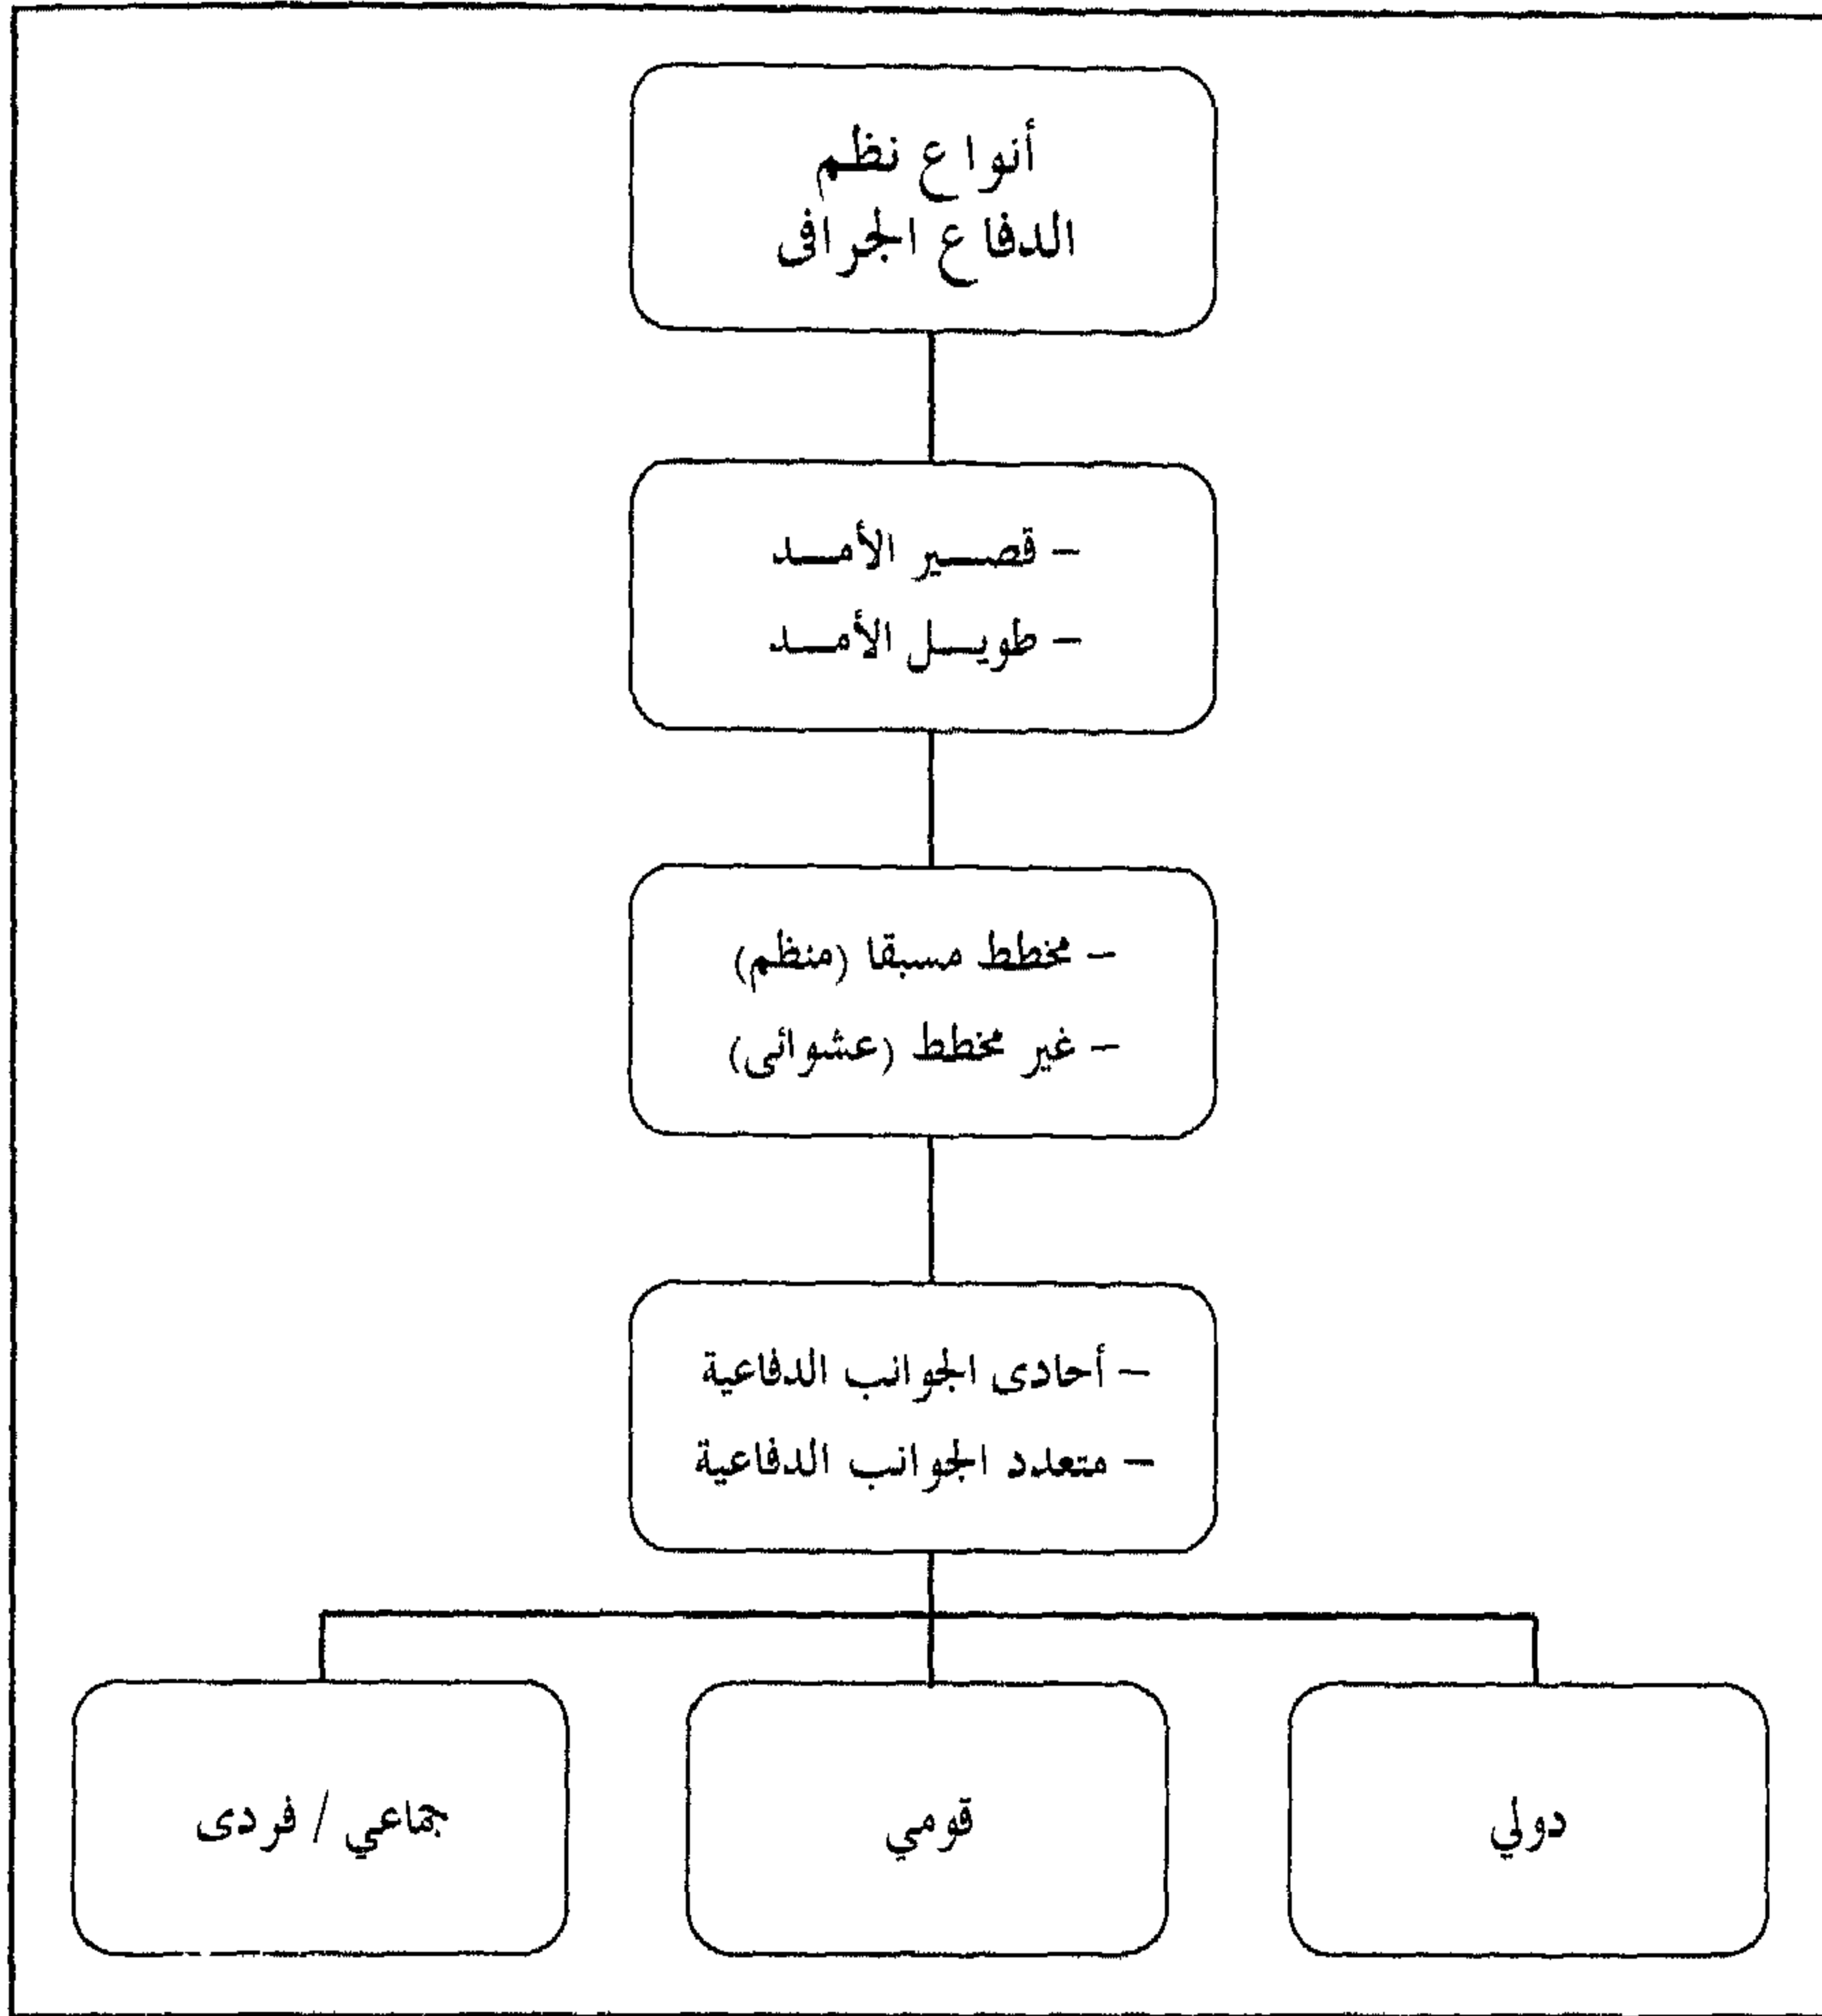 أنواع نظم
الدفاع الجرافى
– قصير الأمد
– طويل الأمد
– مخطط مسبقا (منظم)
– غير مخطط (عشوائى)
– أحادى الجوانب الدفاعية
– متعدد الجوانب الدفاعية
دولي
قومي
جماعي / فردى